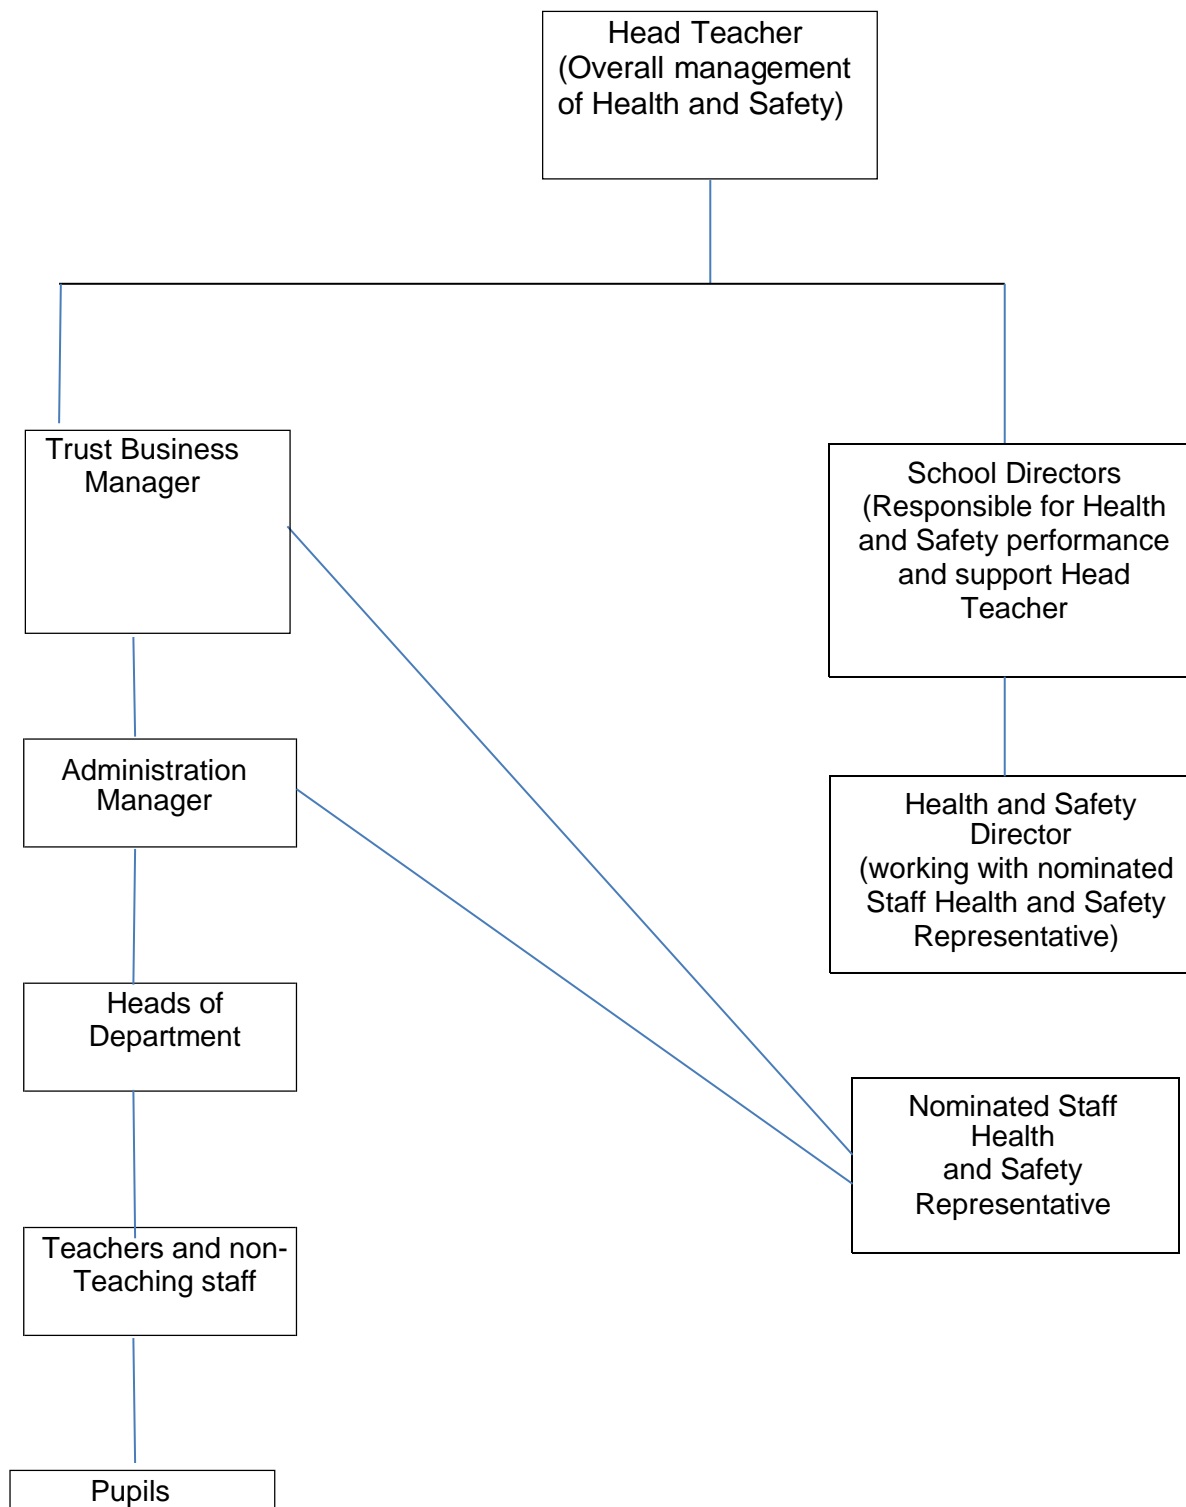 Head Teacher
(Overall management
of Health and Safety)
Trust Business
Manager
School Directors
(Responsible for Health
and Safety performance
and support Head
Teacher
Administration
Manager
Health and Safety
Director
(working with nominated
Staff Health and Safety
Representative)
Heads of
Department
Nominated Staff
Health
and Safety
Representative
Teachers and non-
Teaching staff
Pupils